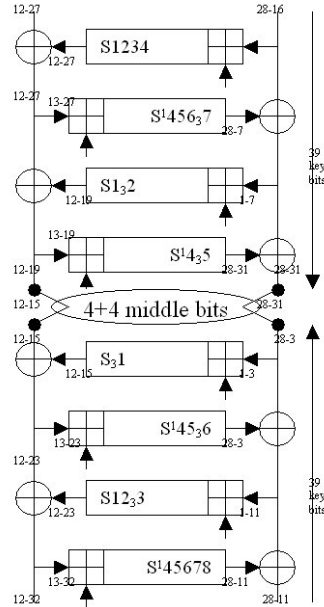 12-27 28-16
S1234
12-27
12-27 13-27
S¹456₃7
28-7
39
key
bits
S1₃2
12-19 1-7
13-19
S¹4₃5
12-19 28-31 28-31
12-15 4+4 middle bits 28-31
12-15 28-3
S₃1
12-15 1-3
S¹45₃6
13-23 28-3
12-23
S12₃3
39
key
bits
12-23 1-11
S¹45678
13-32 28-11
12-32 28-11